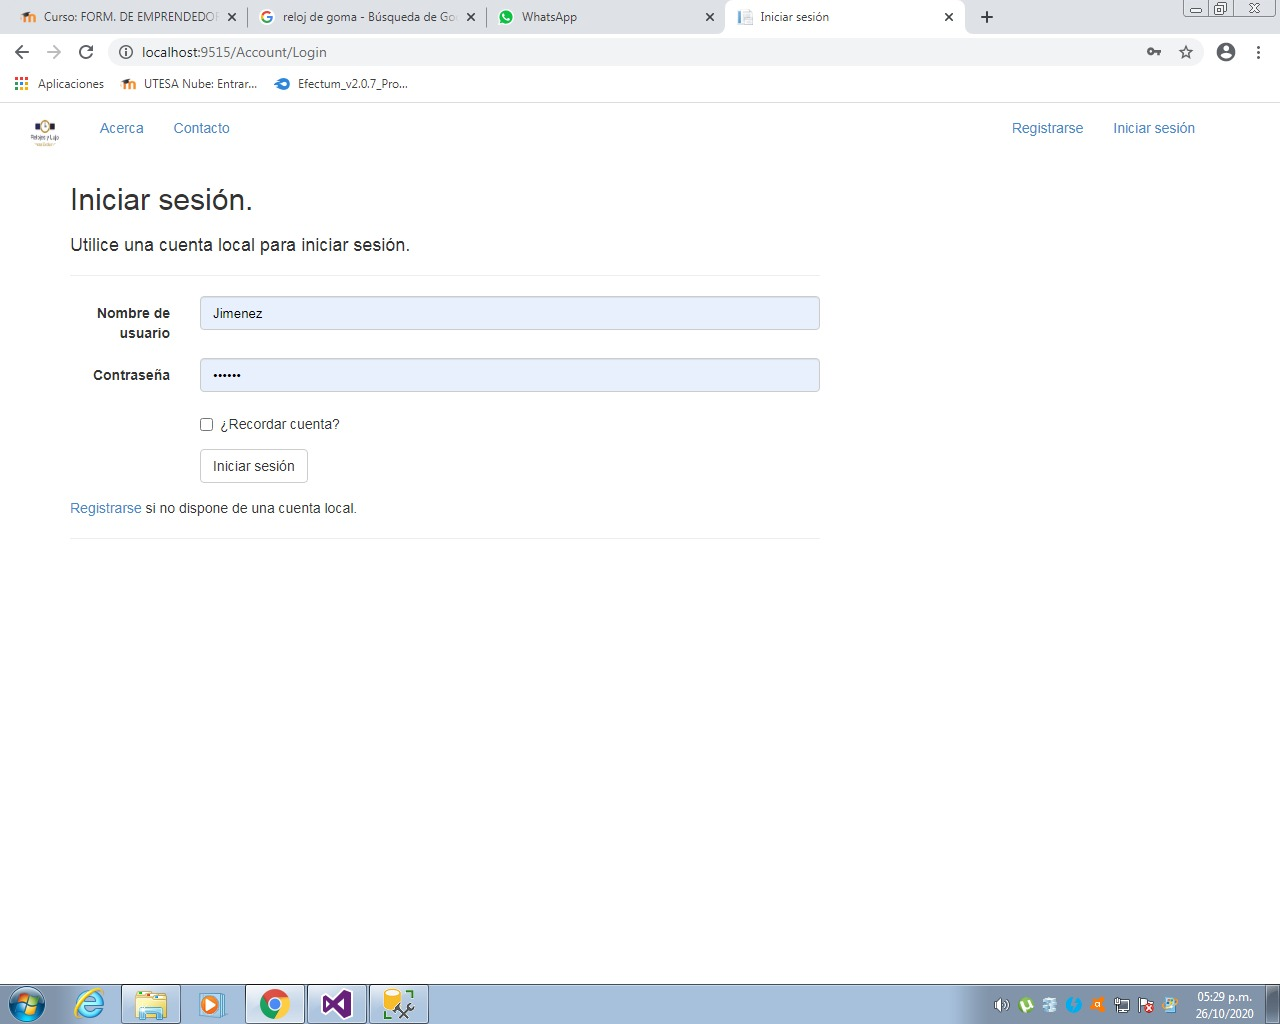 Curso: FORM. DE EMPRENDEDOR
reloj de goma - Búsqueda de Go
WhatsApp
Iniciar sesión
localhost:9515/Account/Login
Aplicaciones
UTESA Nube: Entrar...
Efectum_v2.0.7_Pro...
Relojes y Lujo
Acerca
Contacto
Registrarse
Iniciar sesión
Iniciar sesión.
Utilice una cuenta local para iniciar sesión.
Nombre de
usuario
Jimenez
Contraseña
••••••
¿Recordar cuenta?
Iniciar sesión
Registrarse si no dispone de una cuenta local.
05:29 p.m.
26/10/2020